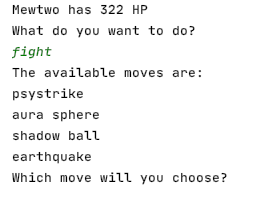 Mewtwo has 322 HP
What do you want to do?
fight
The available moves are:
psystrike
aura sphere
shadow ball
earthquake
Which move will you choose?